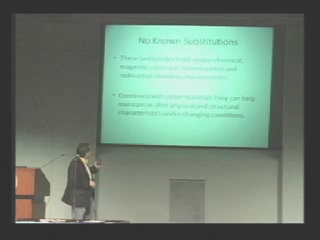 No Known Substitutions
These lanthanides hold unique chemical,
magnetic, electrical, luminescence and
radioactive shielding characteristics.
Combined with other materials they can help
maintain or alter physical and structural
characteristics under changing conditions.